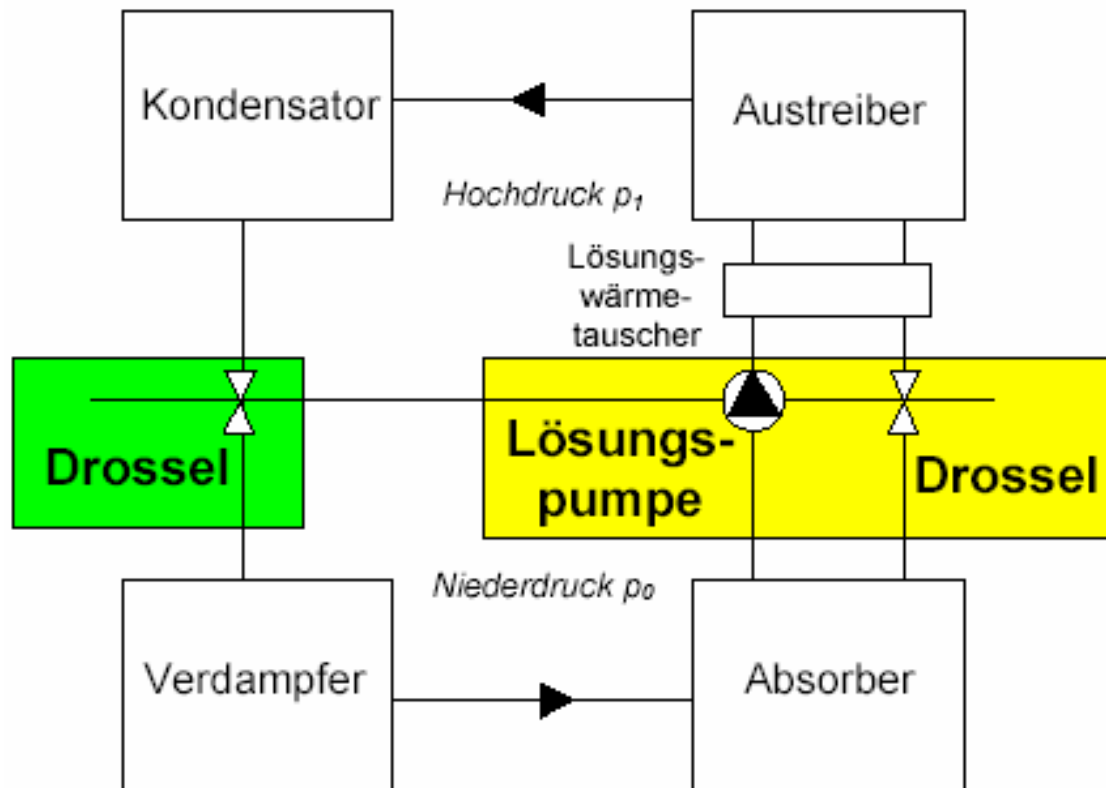 Kondensator
Austreiber
Hochdruck p₁
Lösungs-
wärme-
tauscher
Drossel
Lösungs-
pumpe
Drossel
Niederdruck p₀
Verdampfer
Absorber